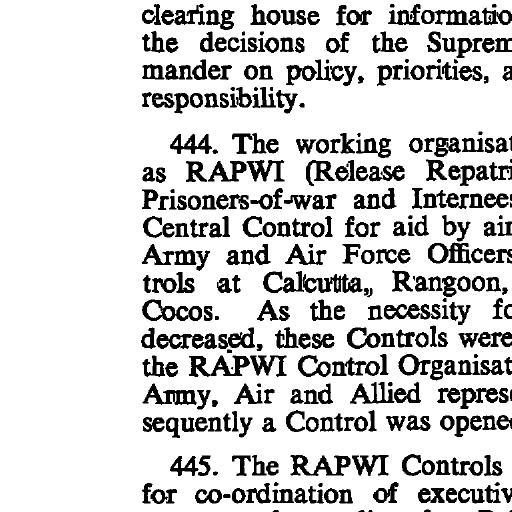 clearing house for informatio
the decisions of the Suprem
mander on policy, priorities, a
responsibility.
444. The working organisat
as RAPWI (Release Repatri
Prisoners-of-war and Internees
Central Control for aid by air
Army and Air Force Officers
trols at Calcutta,, Rangoon,
Cocos. As the necessity fo
decreased, these Controls were
the RAPWI Control Organisat
Army, Air and Allied represe
sequently a Control was opene
445. The RAPWI Controls
for co-ordination of executiv